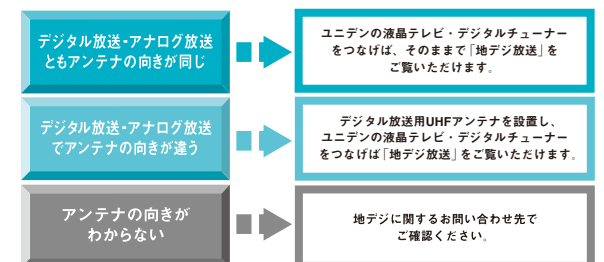 デジタル放送・アナログ放送
ともアンテナの向きが同じ
ユニデンの液晶テレビ・デジタルチューナー
をつなげば、そのままで「地デジ放送」を
ご覧いただけます。
デジタル放送・アナログ放送
でアンテナの向きが違う
デジタル放送用UHFアンテナを設置し、
ユニデンの液晶テレビ・デジタルチューナー
をつなげば「地デジ放送」をご覧いただけます。
アンテナの向きが
わからない
地デジに関するお問い合わせ先で
ご確認ください。